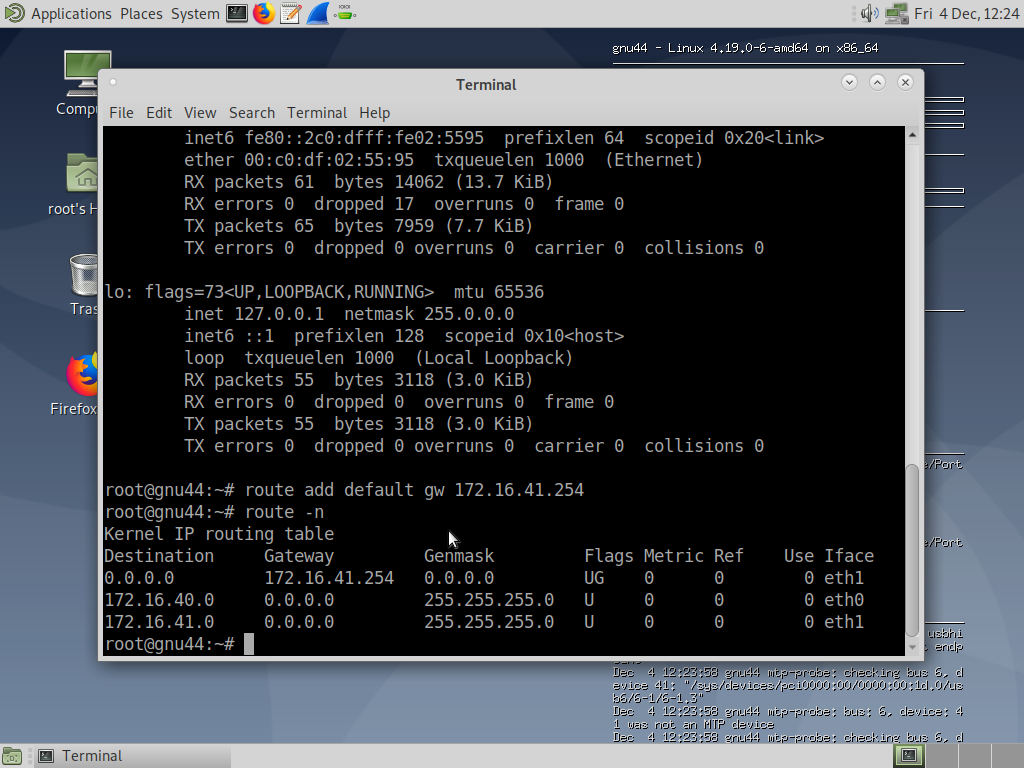 Applications Places System
Fri 4 Dec, 12:24
gnu44 - Linux 4.19.0-6-amd64 on x86_64
Terminal
File Edit View Search Terminal Help
inet6 fe80::2c0:dfff:fe02:5595 prefixlen 64 scopeid 0x20<link>
ether 00:c0:df:02:55:95 txqueuelen 1000 (Ethernet)
RX packets 61 bytes 14062 (13.7 KiB)
RX errors 0 dropped 17 overruns 0 frame 0
TX packets 65 bytes 7959 (7.7 KiB)
TX errors 0 dropped 0 overruns 0 carrier 0 collisions 0
lo: flags=73<UP,LOOPBACK,RUNNING> mtu 65536
inet 127.0.0.1 netmask 255.0.0.0
inet6 ::1 prefixlen 128 scopeid 0x10<host>
loop txqueuelen 1000 (Local Loopback)
RX packets 55 bytes 3118 (3.0 KiB)
RX errors 0 dropped 0 overruns 0 frame 0
TX packets 55 bytes 3118 (3.0 KiB)
TX errors 0 dropped 0 overruns 0 carrier 0 collisions 0
root@gnu44:~# route add default gw 172.16.41.254
root@gnu44:~# route -n
Kernel IP routing table
Destination Gateway Genmask Flags Metric Ref Use Iface
0.0.0.0 172.16.41.254 0.0.0.0 UG 0 0 0 eth1
172.16.40.0 0.0.0.0 255.255.255.0 U 0 0 0 eth0
172.16.41.0 0.0.0.0 255.255.255.0 U 0 0 0 eth1
root@gnu44:~#
Compu
root's H
Tras
Firefox
e/Port
e/Port
usbhi
endp
Dec 4 12:23:58 gnu44 mtp-probe: checking bus 6, d
evice 41: "/sys/devices/pci0000:00/0000:00:1d.0/us
b6/6-1/6-1.3"
Dec 4 12:23:58 gnu44 mtp-probe: bus: 6, device: 4
1 was not an MTP device
Dec 4 12:23:58 gnu44 mtp-probe: checking bus 6, d
Terminal